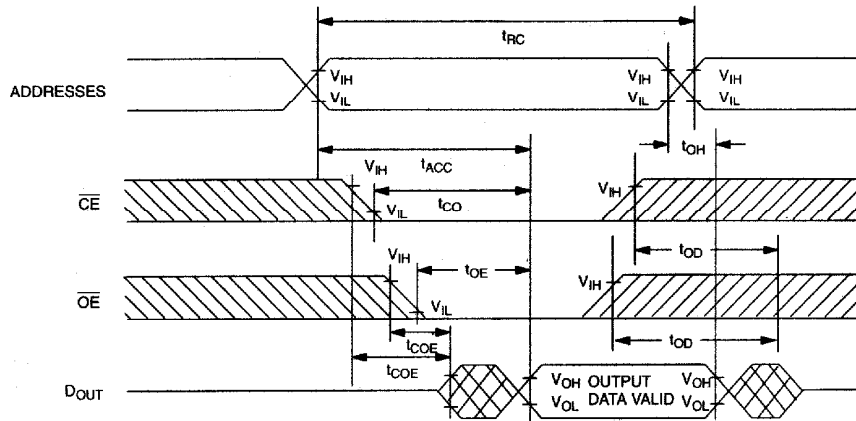 tRC
ADDRESSES
VIH
VIL
VIH
VIL
VIH
VIL
tOH
tACC
CE
VIH
VIL
tCO
VIH
tOD
OE
VIH
VIL
tOE
VIH
tOD
tCOE
tCOE
DOUT
VOH
VOL
OUTPUT
DATA VALID
VOH
VOL